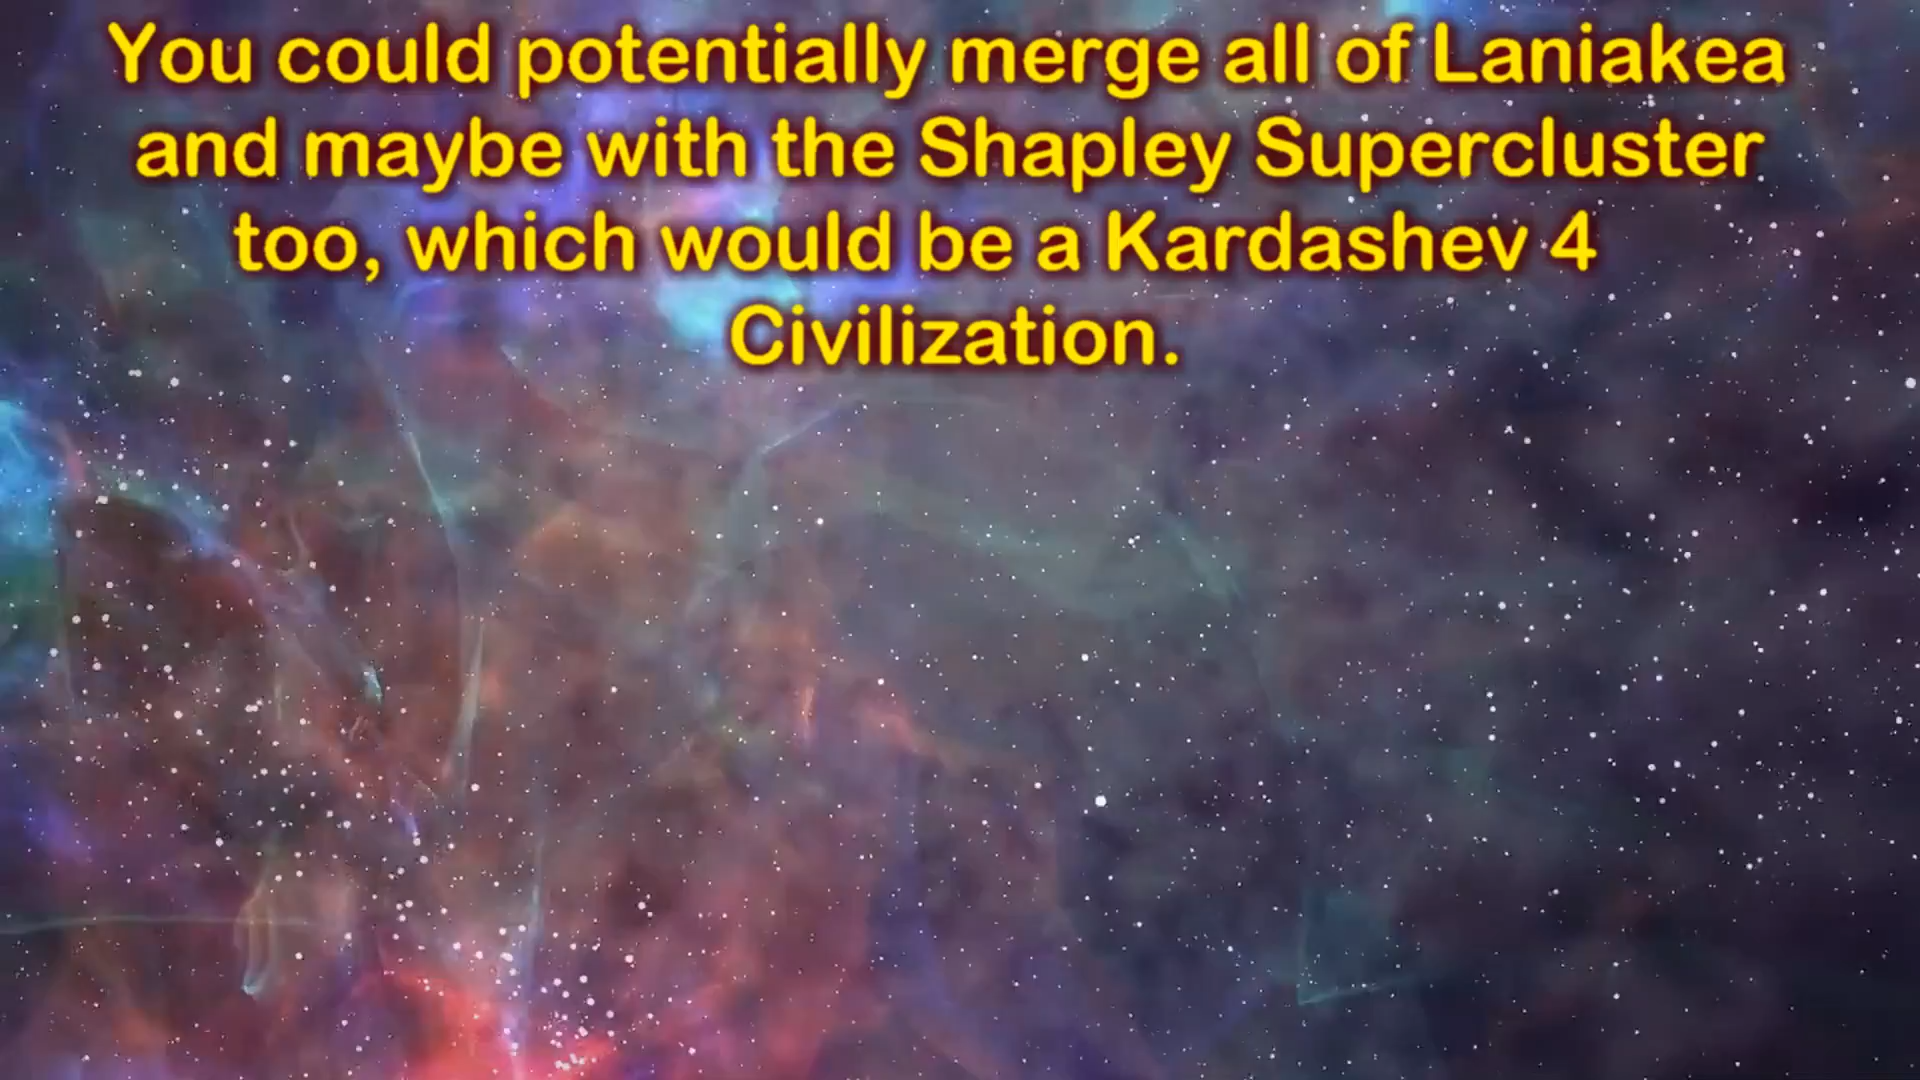 You could potentially merge all of Laniakea
and maybe with the Shapley Supercluster
too, which would be a Kardashev 4
Civilization.